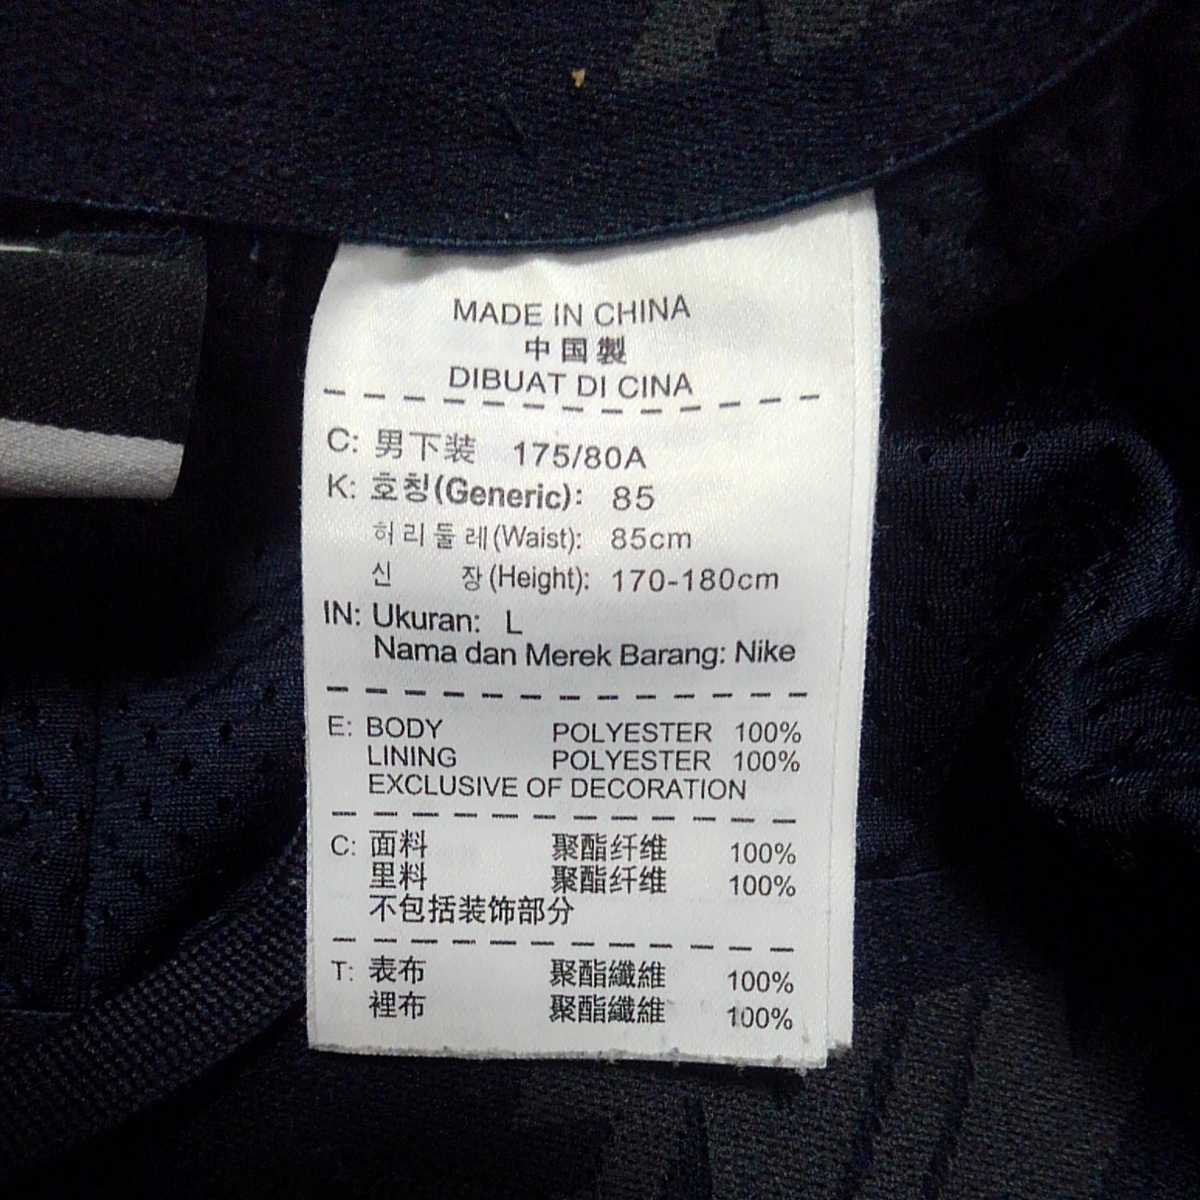 MADE IN CHINA
中国製
DIBUAT DI CINA
C: 男下装 175/80A
K: 호칭(Generic): 85
허리둘레(Waist): 85cm
신 장(Height): 170-180cm
IN: Ukuran: L
Nama dan Merek Barang: Nike
E: BODY POLYESTER 100%
LINING POLYESTER 100%
EXCLUSIVE OF DECORATION
C: 面料 聚酯纤维 100%
里料 聚酯纤维 100%
不包括装饰部分
T: 表布 聚酯纖維 100%
裡布 聚酯纖維 100%